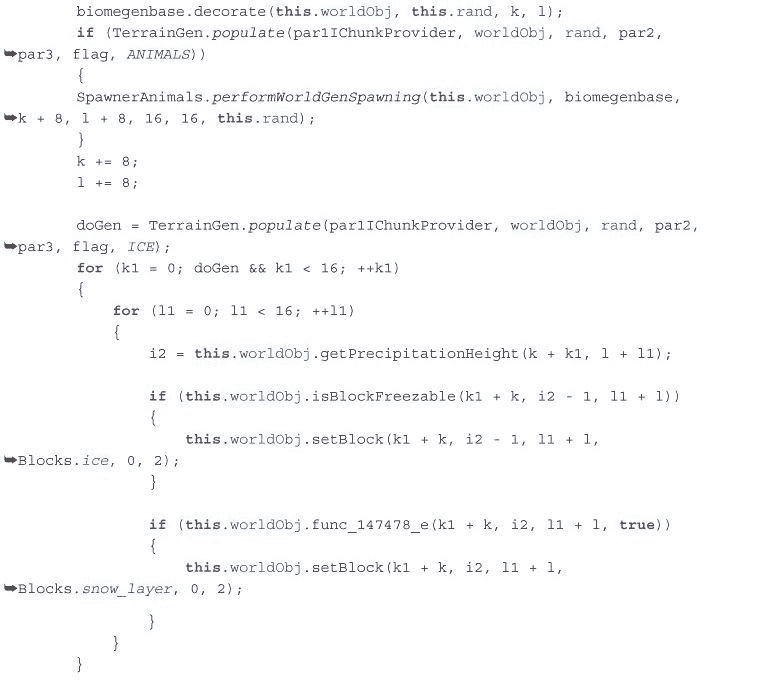 biomegenbase.decorate(this.worldObj, this.rand, k, l);
if (TerrainGen.populate(par1IChunkProvider, worldObj, rand, par2,
➥par3, flag, ANIMALS))
{
SpawnerAnimals.performWorldGenSpawning(this.worldObj, biomegenbase,
➥k + 8, l + 8, 16, 16, this.rand);
}
k += 8;
l += 8;
doGen = TerrainGen.populate(par1IChunkProvider, worldObj, rand, par2,
➥par3, flag, ICE);
for (k1 = 0; doGen && k1 < 16; ++k1)
{
for (l1 = 0; l1 < 16; ++l1)
{
i2 = this.worldObj.getPrecipitationHeight(k + k1, l + l1);
if (this.worldObj.isBlockFreezable(k1 + k, i2 - 1, l1 + l))
{
this.worldObj.setBlock(k1 + k, i2 - 1, l1 + l,
➥Blocks.ice, 0, 2);
}
if (this.worldObj.func_147478_e(k1 + k, i2, l1 + l, true))
{
this.worldObj.setBlock(k1 + k, i2, l1 + l,
➥Blocks.snow_layer, 0, 2);
}
}
}